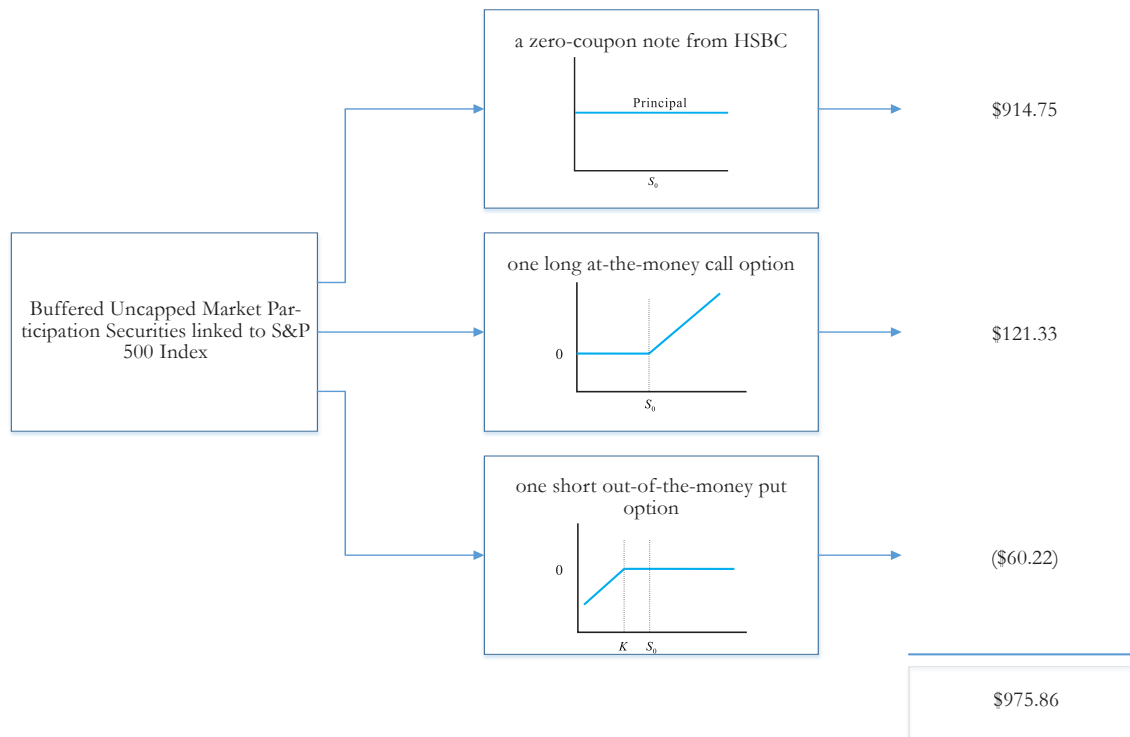 a zero-coupon note from HSBC
Principal
S₀
$914.75
Buffered Uncapped Market Par-
ticipation Securities linked to S&P
500 Index
one long at-the-money call option
0
S₀
$121.33
one short out-of-the-money put
option
0
K S₀
($60.22)
$975.86